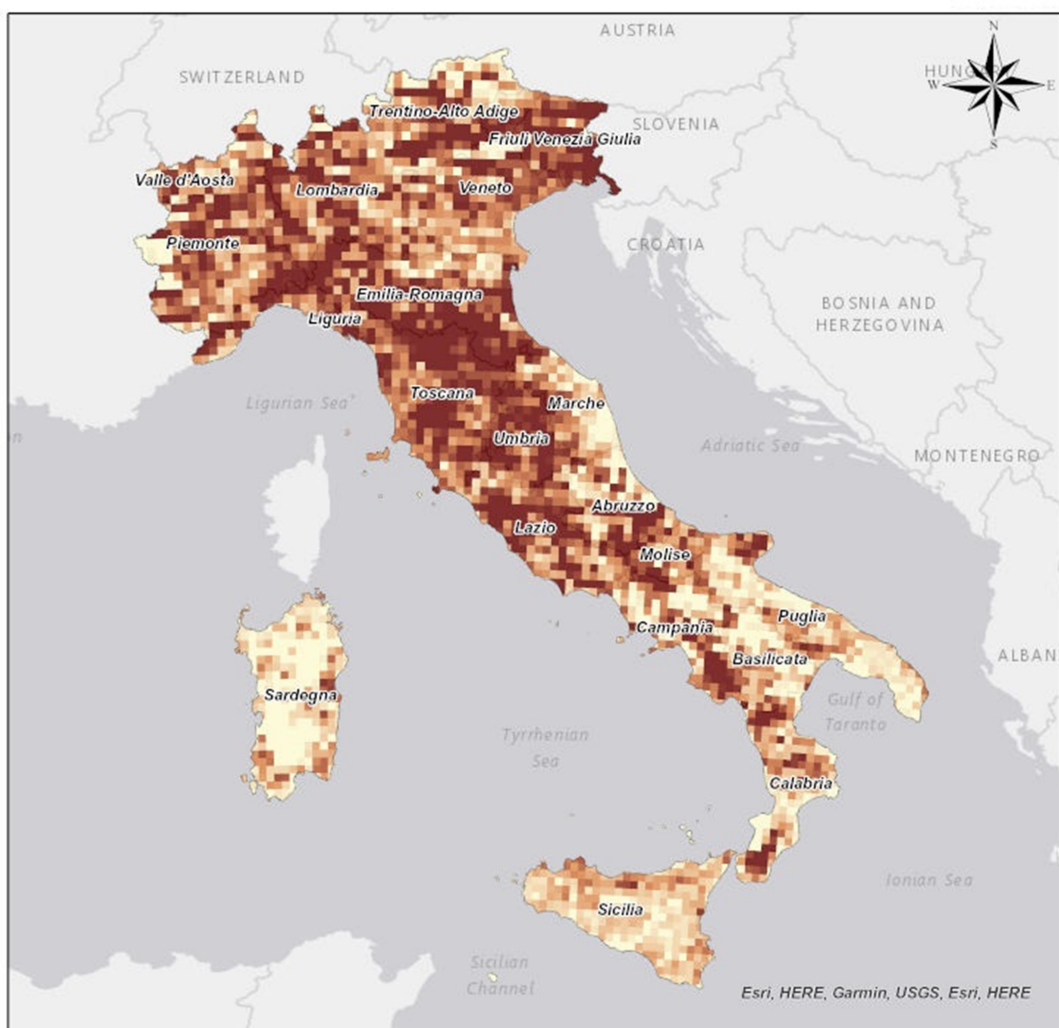 AUSTRIA
N
SWITZERLAND
W
E
S
Trentino-Alto Adige
SLOVENIA
Friuli Venezia Giulia
Valle d'Aosta
Lombardia
Veneto
Piemonte
CROATIA
Emilia-Romagna
BOSNIA AND
HERZEGOVINA
Liguria
Toscana
Ligurian Sea
Marche
Umbria
Adriatic Sea
MONTENEGRO
Abruzzo
Lazio
Molise
Puglia
Campania
Basilicata
ALBAN
Sardegna
Gulf of
Taranto
Tyrrhenian
Sea
Calabria
Ionian Sea
Sicilia
Sicilian
Channel
Esri, HERE, Garmin, USGS, Esri, HERE